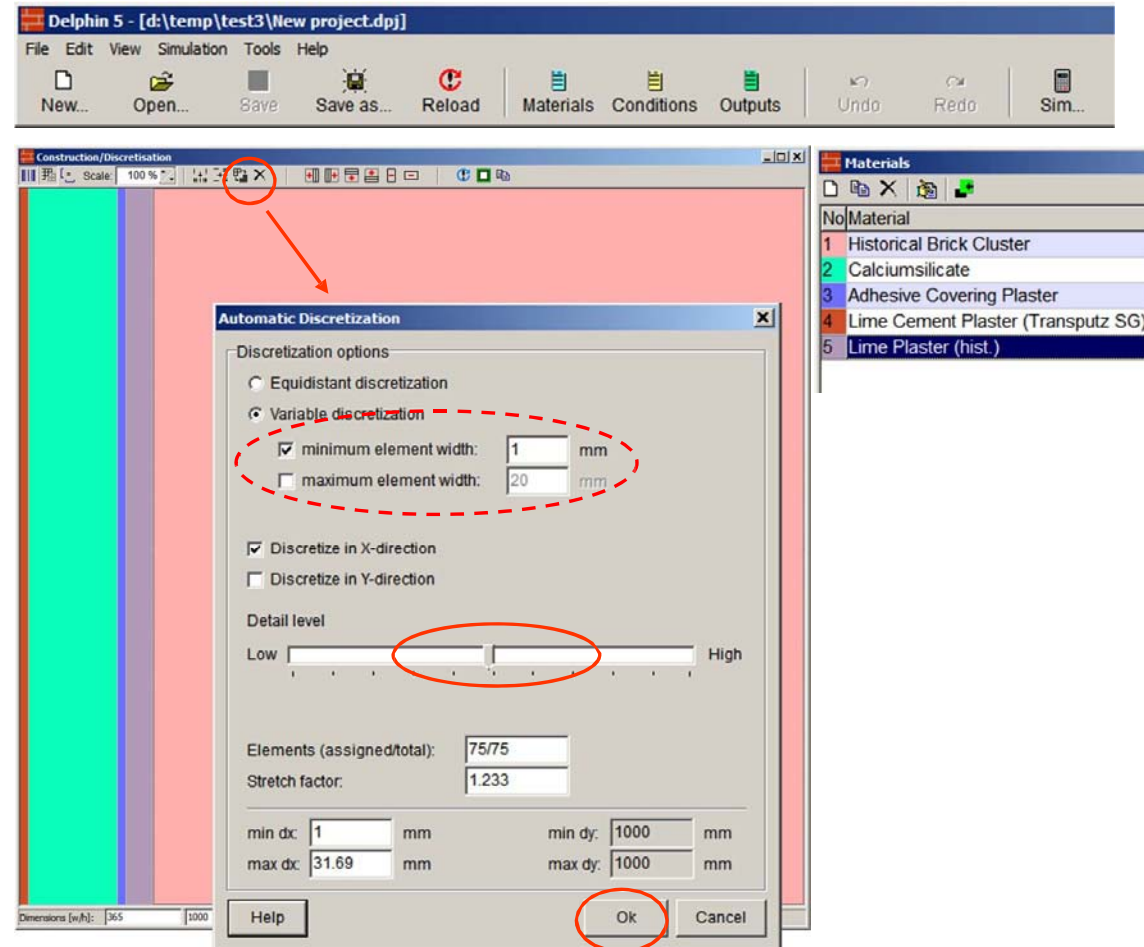 Delphin 5 - [d:\temp\test3\New project.dpj]
File Edit View Simulation Tools Help
New... Open... Save Save as... Reload Materials Conditions Outputs Undo Redo Sim...
Construction/Discretisation
Scale: 100 %
Materials
No Material
1 Historical Brick Cluster
2 Calciumsilicate
3 Adhesive Covering Plaster
4 Lime Cement Plaster (Transputz SG)
5 Lime Plaster (hist.)
Automatic Discretization
Discretization options
Equidistant discretization
Variable discretization
minimum element width: 1 mm
maximum element width: 20 mm
Discretize in X-direction
Discretize in Y-direction
Detail level
Low High
Elements (assigned/total): 75/75
Stretch factor: 1.233
min dx: 1 mm min dy: 1000 mm
max dx: 31.69 mm max dy: 1000 mm
Help Ok Cancel
Dimensions [w/h]: 365 1000